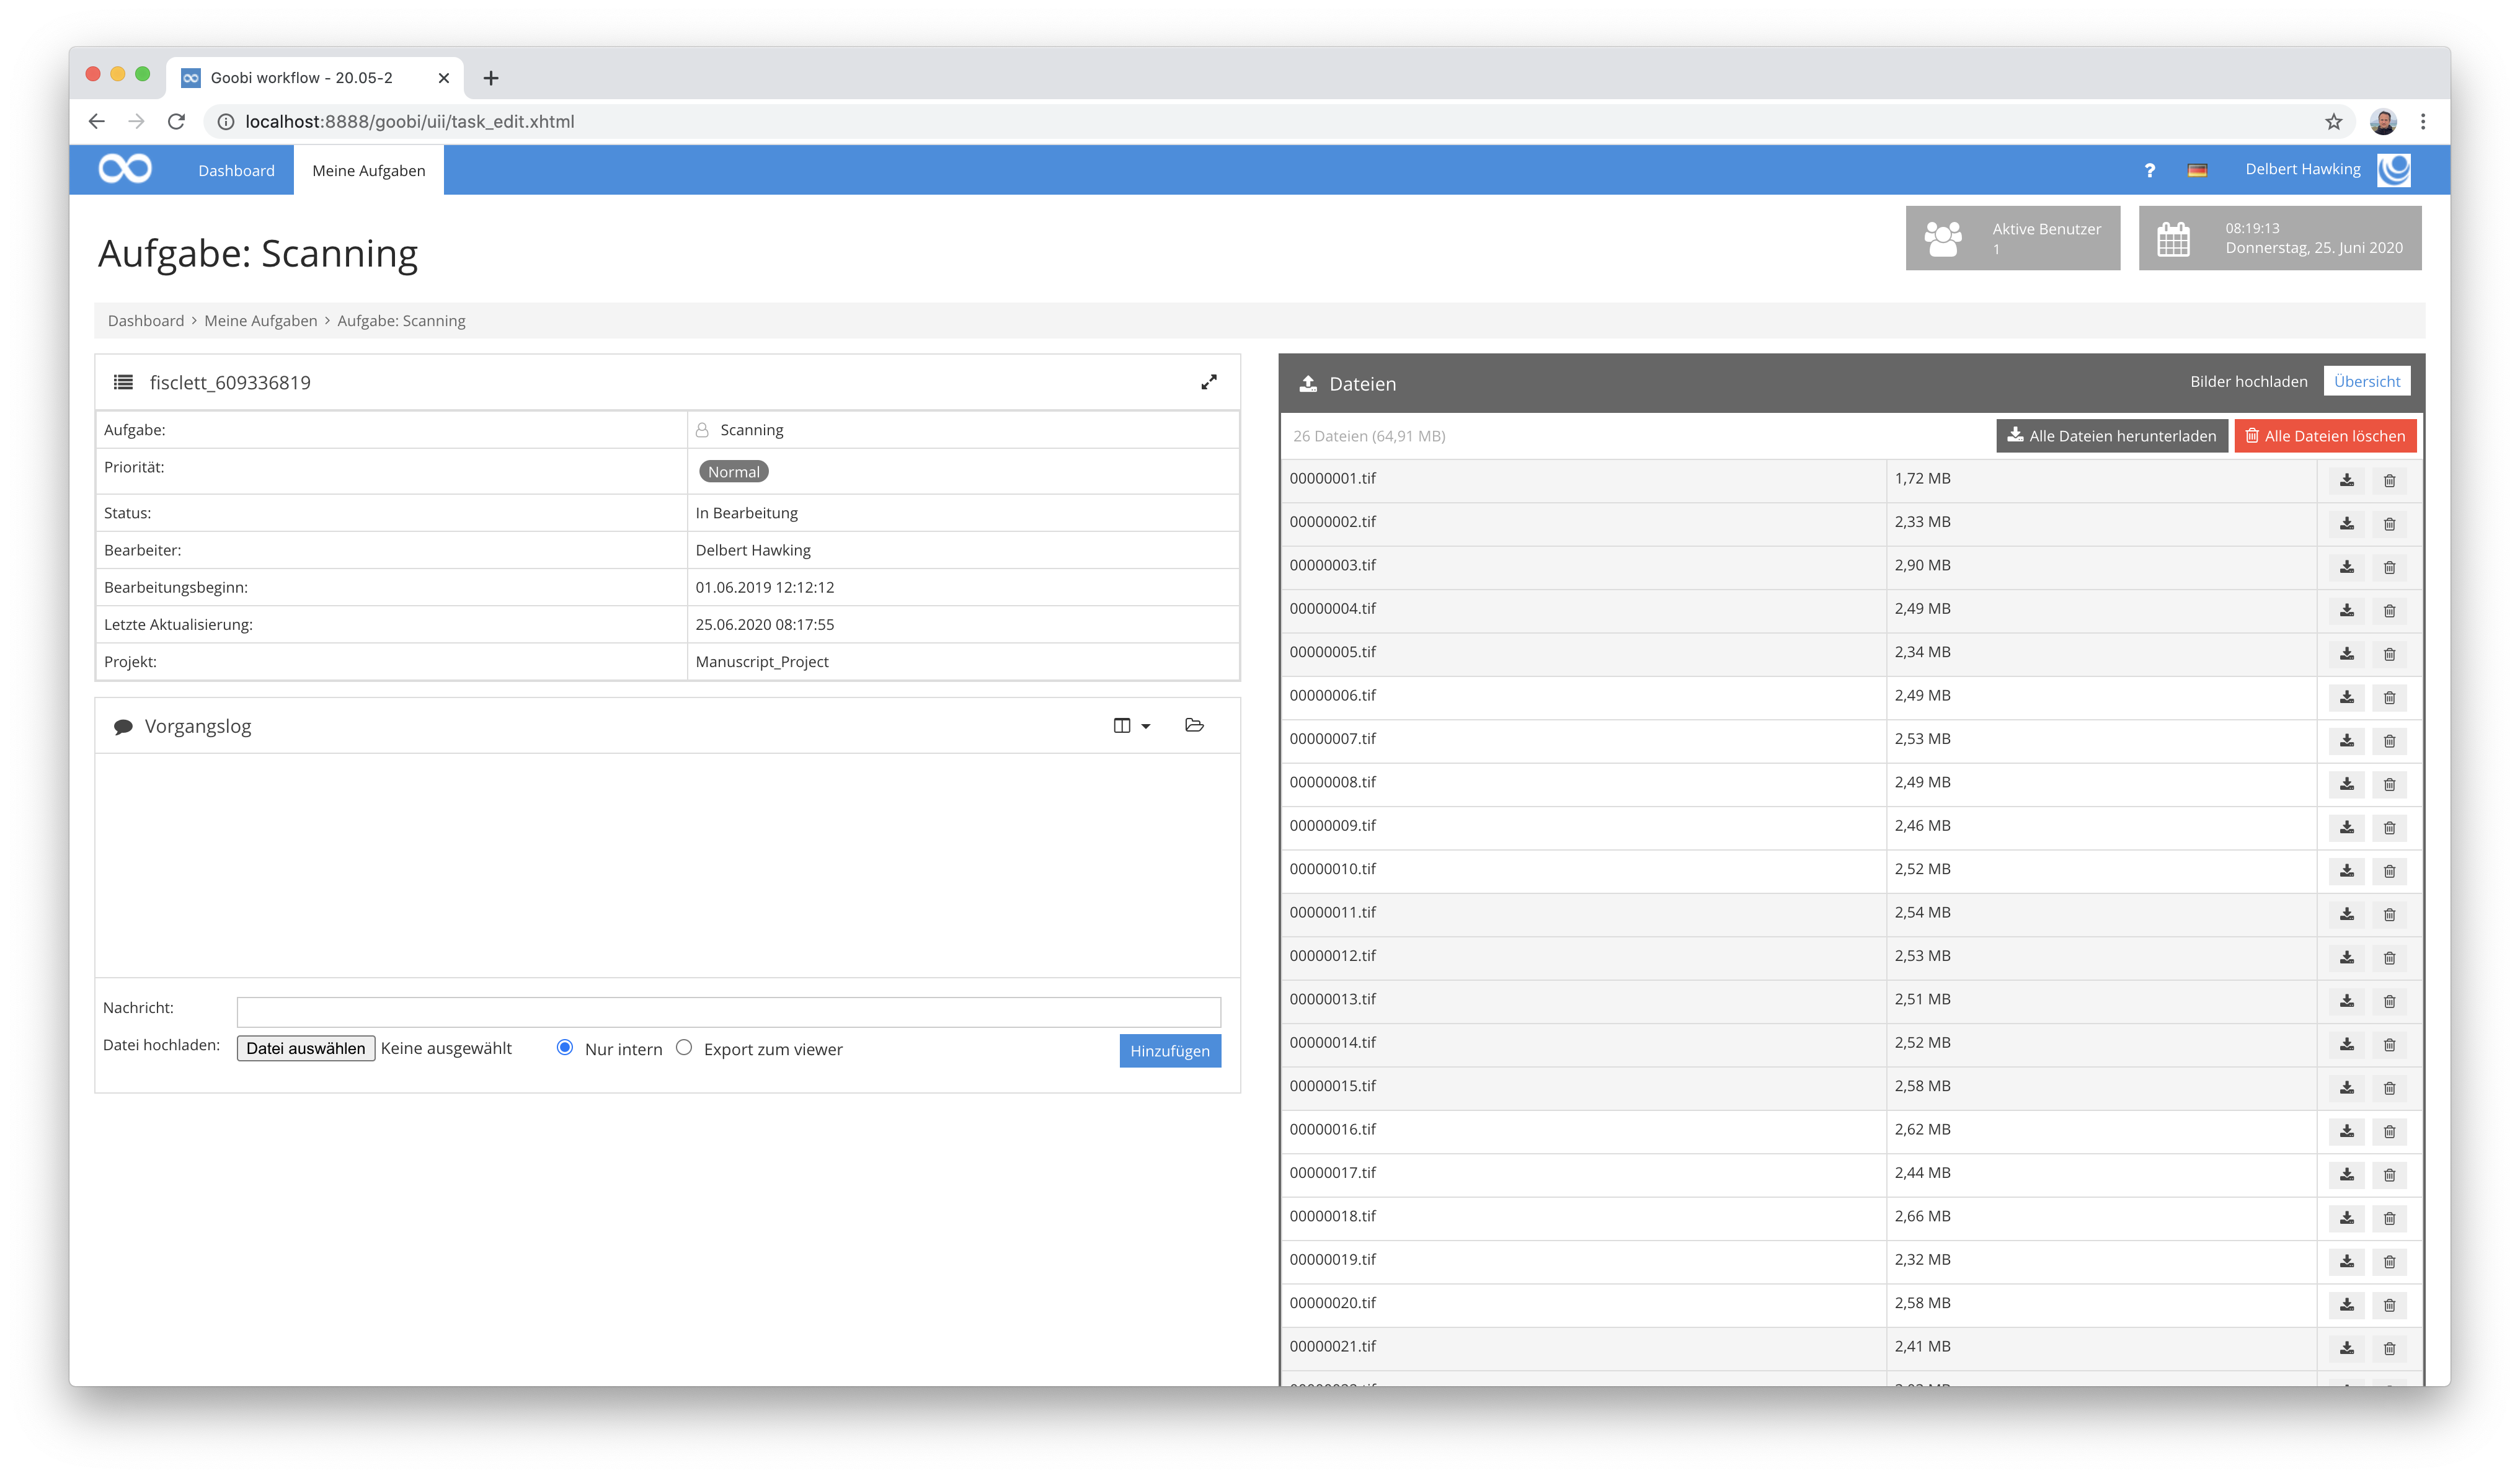 Goobi workflow - 20.05-2
localhost:8888/goobi/uii/task_edit.xhtml
Dashboard
Meine Aufgaben
?
Delbert Hawking
Aufgabe: Scanning
Aktive Benutzer
1
08:19:13
Donnerstag, 25. Juni 2020
Dashboard > Meine Aufgaben > Aufgabe: Scanning
fisclett_609336819
Aufgabe: Scanning
Priorität: Normal
Status: In Bearbeitung
Bearbeiter: Delbert Hawking
Bearbeitungsbeginn: 01.06.2019 12:12:12
Letzte Aktualisierung: 25.06.2020 08:17:55
Projekt: Manuscript_Project
Vorgangslog
Nachricht:
Datei hochladen: Datei auswählen Keine ausgewählt Nur intern Export zum viewer Hinzufügen
Dateien Bilder hochladen Übersicht
26 Dateien (64,91 MB) Alle Dateien herunterladen Alle Dateien löschen
00000001.tif 1,72 MB
00000002.tif 2,33 MB
00000003.tif 2,90 MB
00000004.tif 2,49 MB
00000005.tif 2,34 MB
00000006.tif 2,49 MB
00000007.tif 2,53 MB
00000008.tif 2,49 MB
00000009.tif 2,46 MB
00000010.tif 2,52 MB
00000011.tif 2,54 MB
00000012.tif 2,53 MB
00000013.tif 2,51 MB
00000014.tif 2,52 MB
00000015.tif 2,58 MB
00000016.tif 2,62 MB
00000017.tif 2,44 MB
00000018.tif 2,66 MB
00000019.tif 2,32 MB
00000020.tif 2,58 MB
00000021.tif 2,41 MB